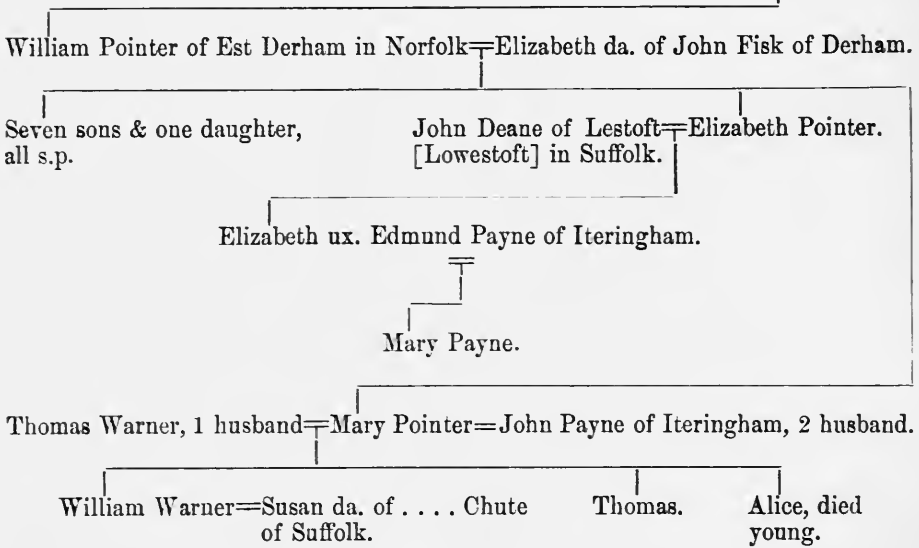 William Pointer of Est Derham in Norfolk=Elizabeth da. of John Fisk of Derham.
Seven sons & one daughter,
all s.p.
John Deane of Lestoft=Elizabeth Pointer.
[Lowestoft] in Suffolk.
Elizabeth ux. Edmund Payne of Iteringham.
Mary Payne.
Thomas Warner, 1 husband=Mary Pointer=John Payne of Iteringham, 2 husband.
William Warner=Susan da. of . . . . Chute
of Suffolk.
Thomas.
Alice, died
young.